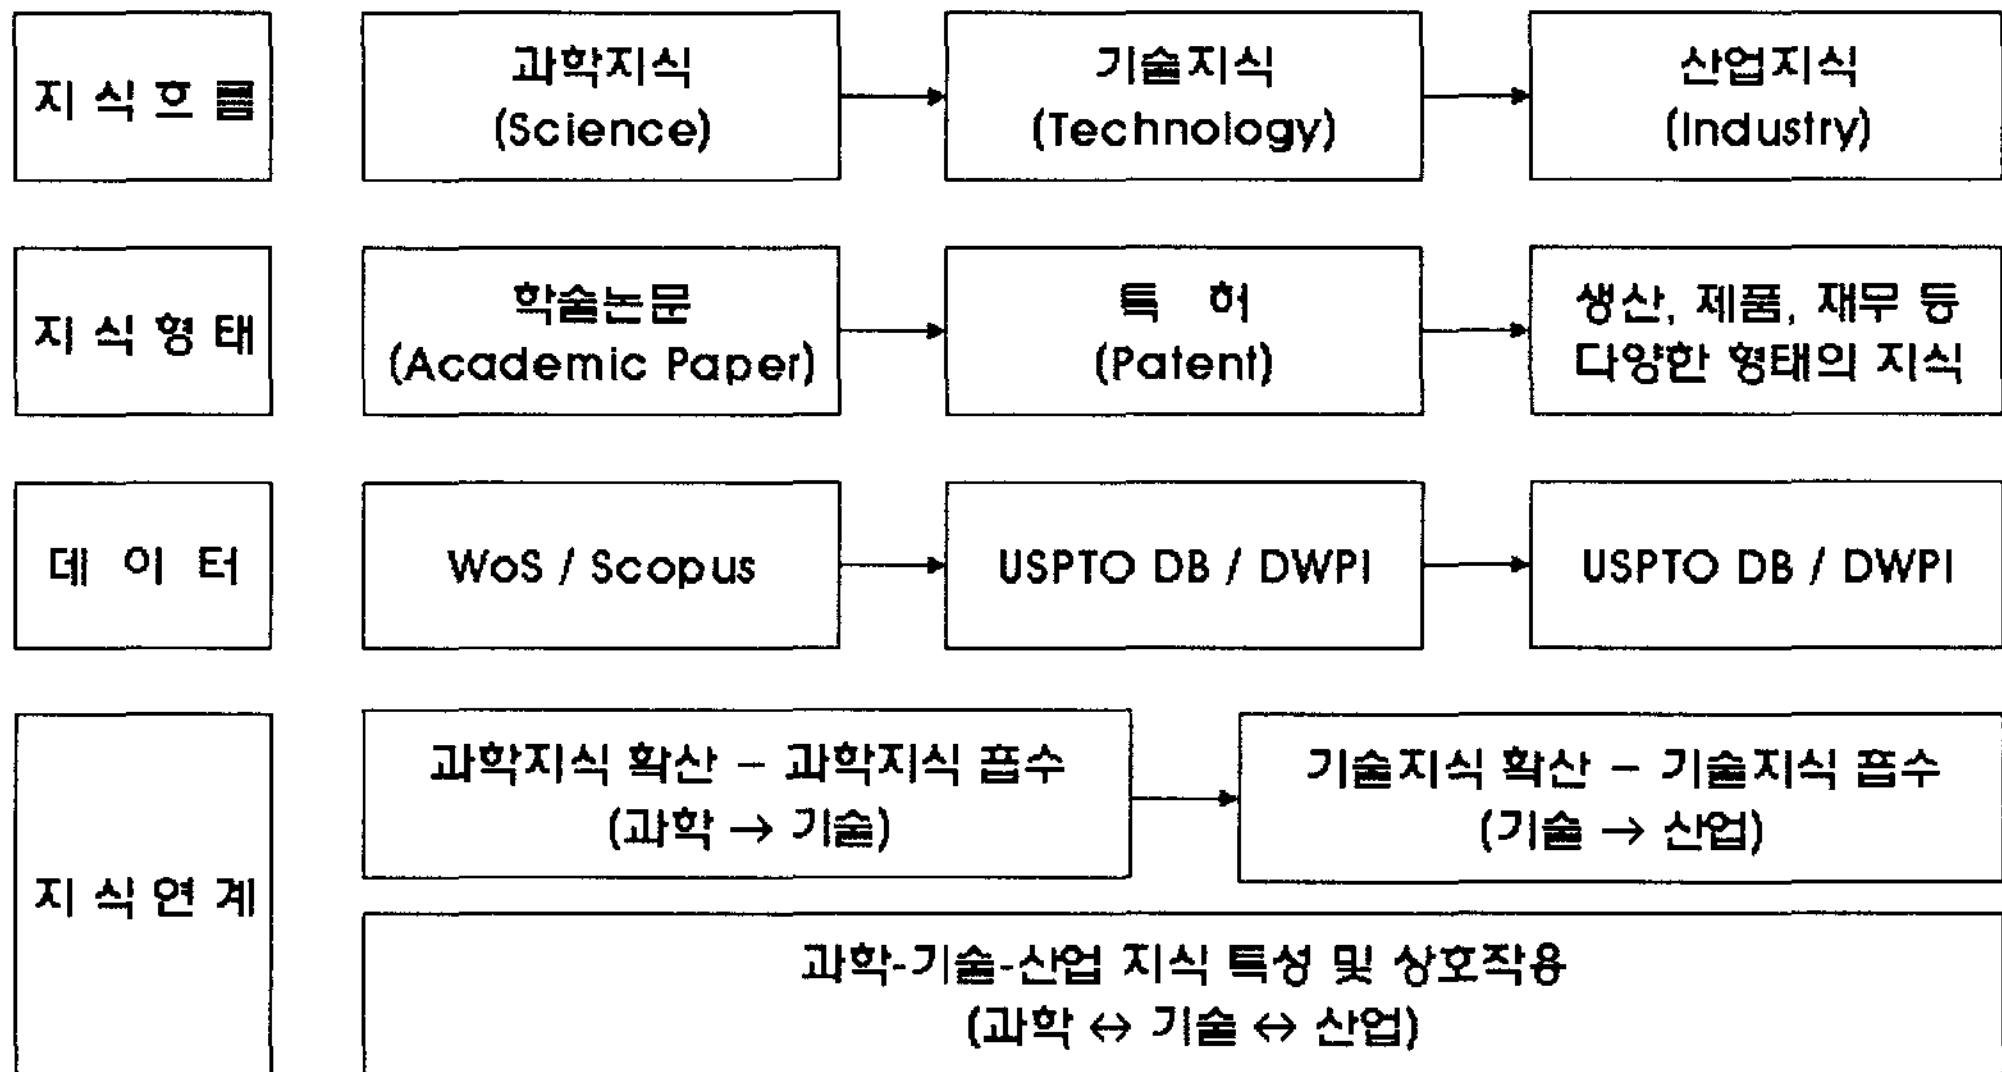 지식흐름
과학지식
(Science)
기술지식
(Technology)
산업지식
(Industry)
지식형태
학술논문
(Academic Paper)
특 허
(Patent)
생산, 제품, 재무 등
다양한 형태의 지식
데 이 터
WoS / Scopus
USPTO DB / DWPI
USPTO DB / DWPI
지식연계
과학지식 확산 – 과학지식 흡수
(과학 → 기술)
기술지식 확산 – 기술지식 흡수
(기술 → 산업)
과학-기술-산업 지식 특성 및 상호작용
(과학 ↔ 기술 ↔ 산업)